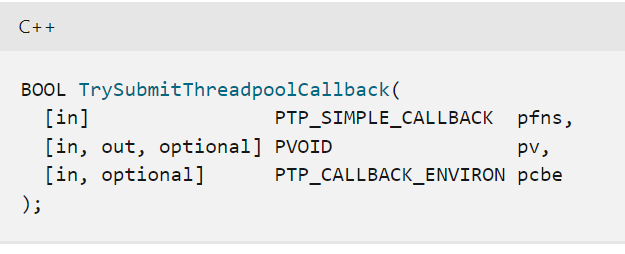 C++
BOOL TrySubmitThreadpoolCallback(
  [in]                PTP_SIMPLE_CALLBACK  pfns,
  [in, out, optional] PVOID                pv,
  [in, optional]      PTP_CALLBACK_ENVIRON pcbe
);